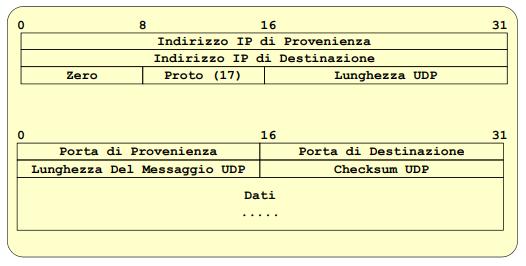 0 8 16 31
Indirizzo IP di Provenienza
Indirizzo IP di Destinazione
Zero Proto (17) Lunghezza UDP
0 16 31
Porta di Provenienza Porta di Destinazione
Lunghezza Del Messaggio UDP Checksum UDP
Dati
.....